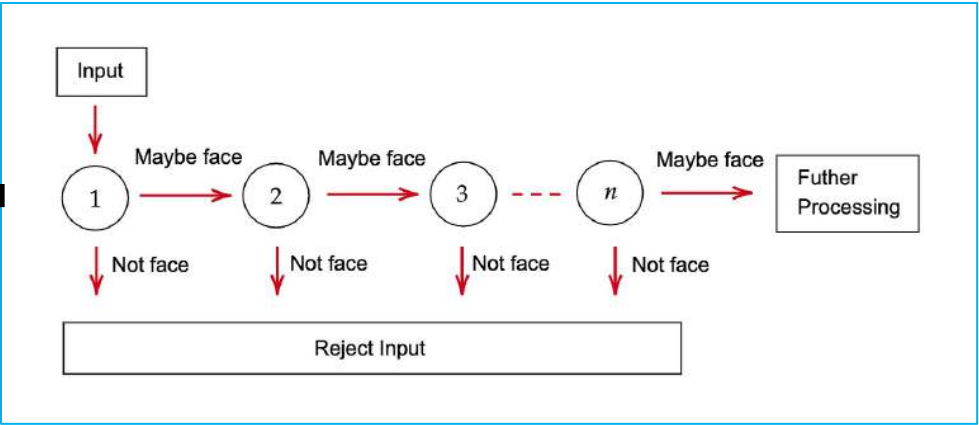 Input
Maybe face
Maybe face
Maybe face
1
2
3
n
Futher
Processing
Not face
Not face
Not face
Not face
Reject Input